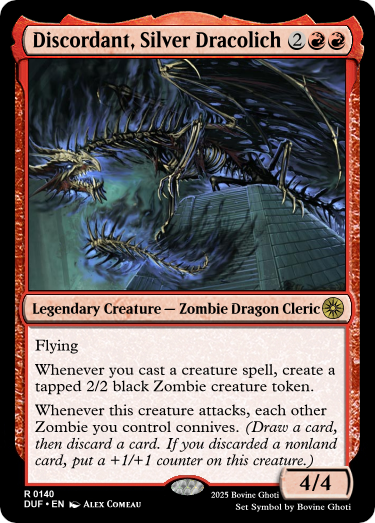 Discordant, Silver Dracolich 2
Legendary Creature — Zombie Dragon Cleric
Flying
Whenever you cast a creature spell, create a
tapped 2/2 black Zombie creature token.
Whenever this creature attacks, each other
Zombie you control connives. (Draw a card,
then discard a card. If you discarded a nonland
card, put a +1/+1 counter on this creature.)
4/4
R 0140
DUF • EN Alex Comeau
2025 Bovine Ghoti
Set Symbol by Bovine Ghoti